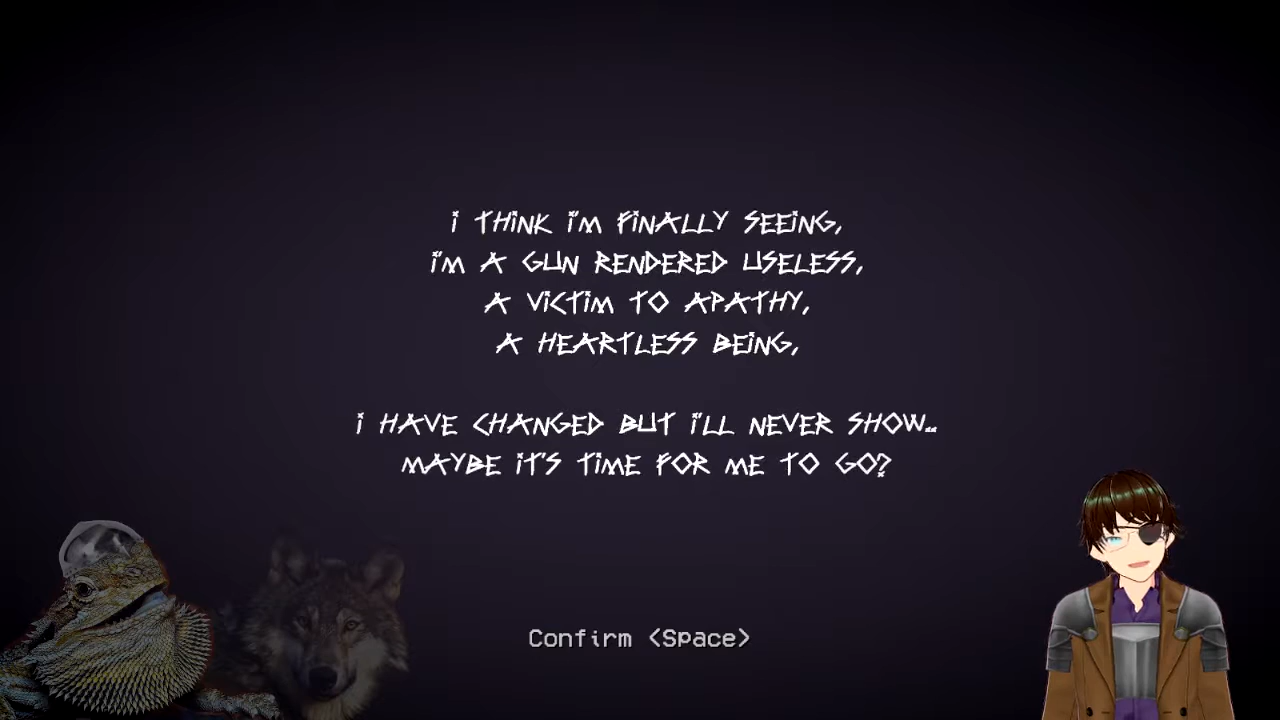 I THINK I'M FINALLY SEEING,
I'M A GUN RENDERED USELESS,
A VICTIM TO APATHY,
A HEARTLESS BEING,
I HAVE CHANGED BUT I'LL NEVER SHOW..
MAYBE IT'S TIME FOR ME TO GO?
Confirm <Space>